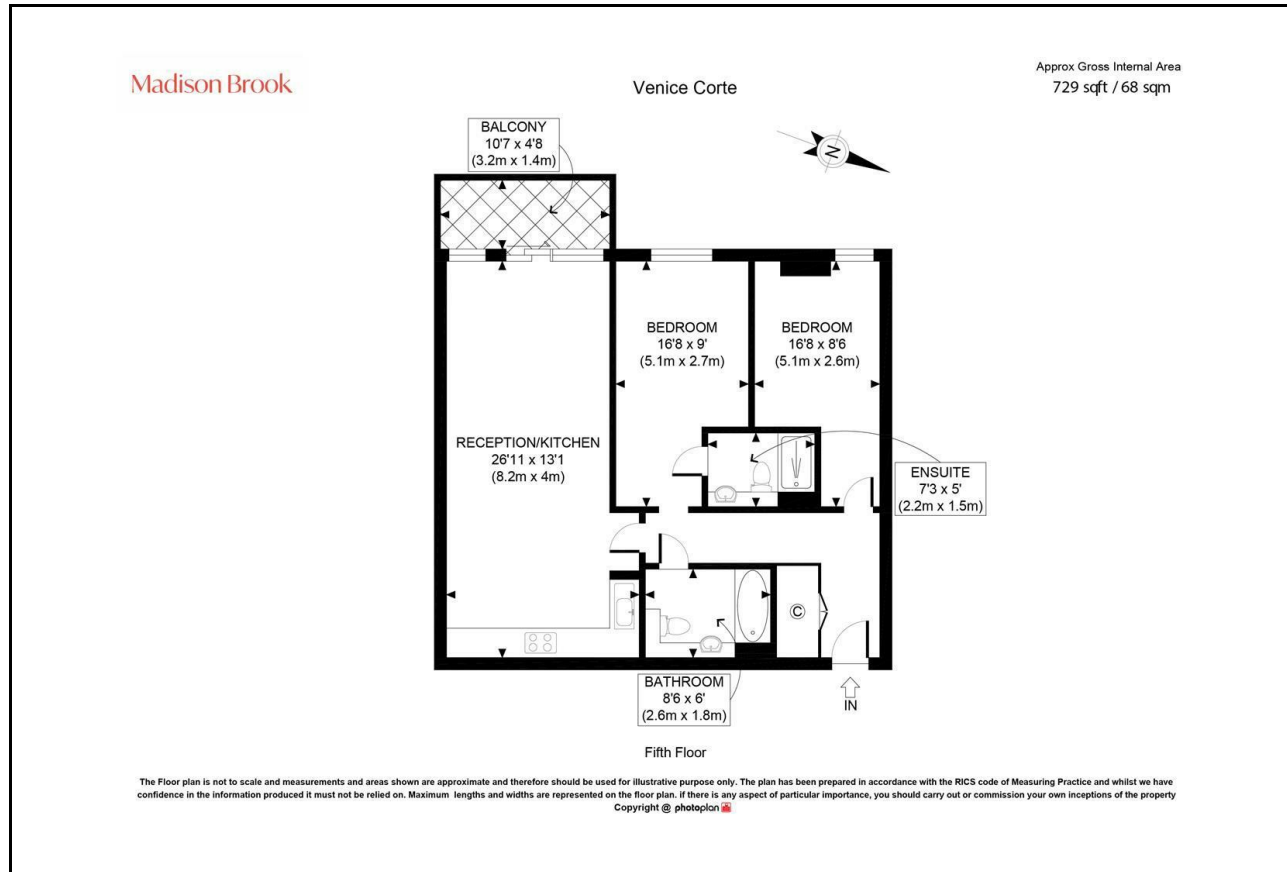 Madison Brook
Venice Corte
Approx Gross Internal Area
729 sqft / 68 sqm
BALCONY
10'7 x 4'8
(3.2m x 1.4m)
N
BEDROOM
16'8 x 9'
(5.1m x 2.7m)
BEDROOM
16'8 x 8'6
(5.1m x 2.6m)
RECEPTION/KITCHEN
26'11 x 13'1
(8.2m x 4m)
ENSUITE
7'3 x 5'
(2.2m x 1.5m)
C
BATHROOM
8'6 x 6'
(2.6m x 1.8m)
IN
Fifth Floor
The Floor plan is not to scale and measurements and areas shown are approximate and therefore should be used for illustrative purpose only. The plan has been prepared in accordance with the RICS code of Measuring Practice and whilst we have
confidence in the information produced it must not be relied on. Maximum lengths and widths are represented on the floor plan. if there is any aspect of particular importance, you should carry out or commission your own inceptions of the property
Copyright @ photoplan